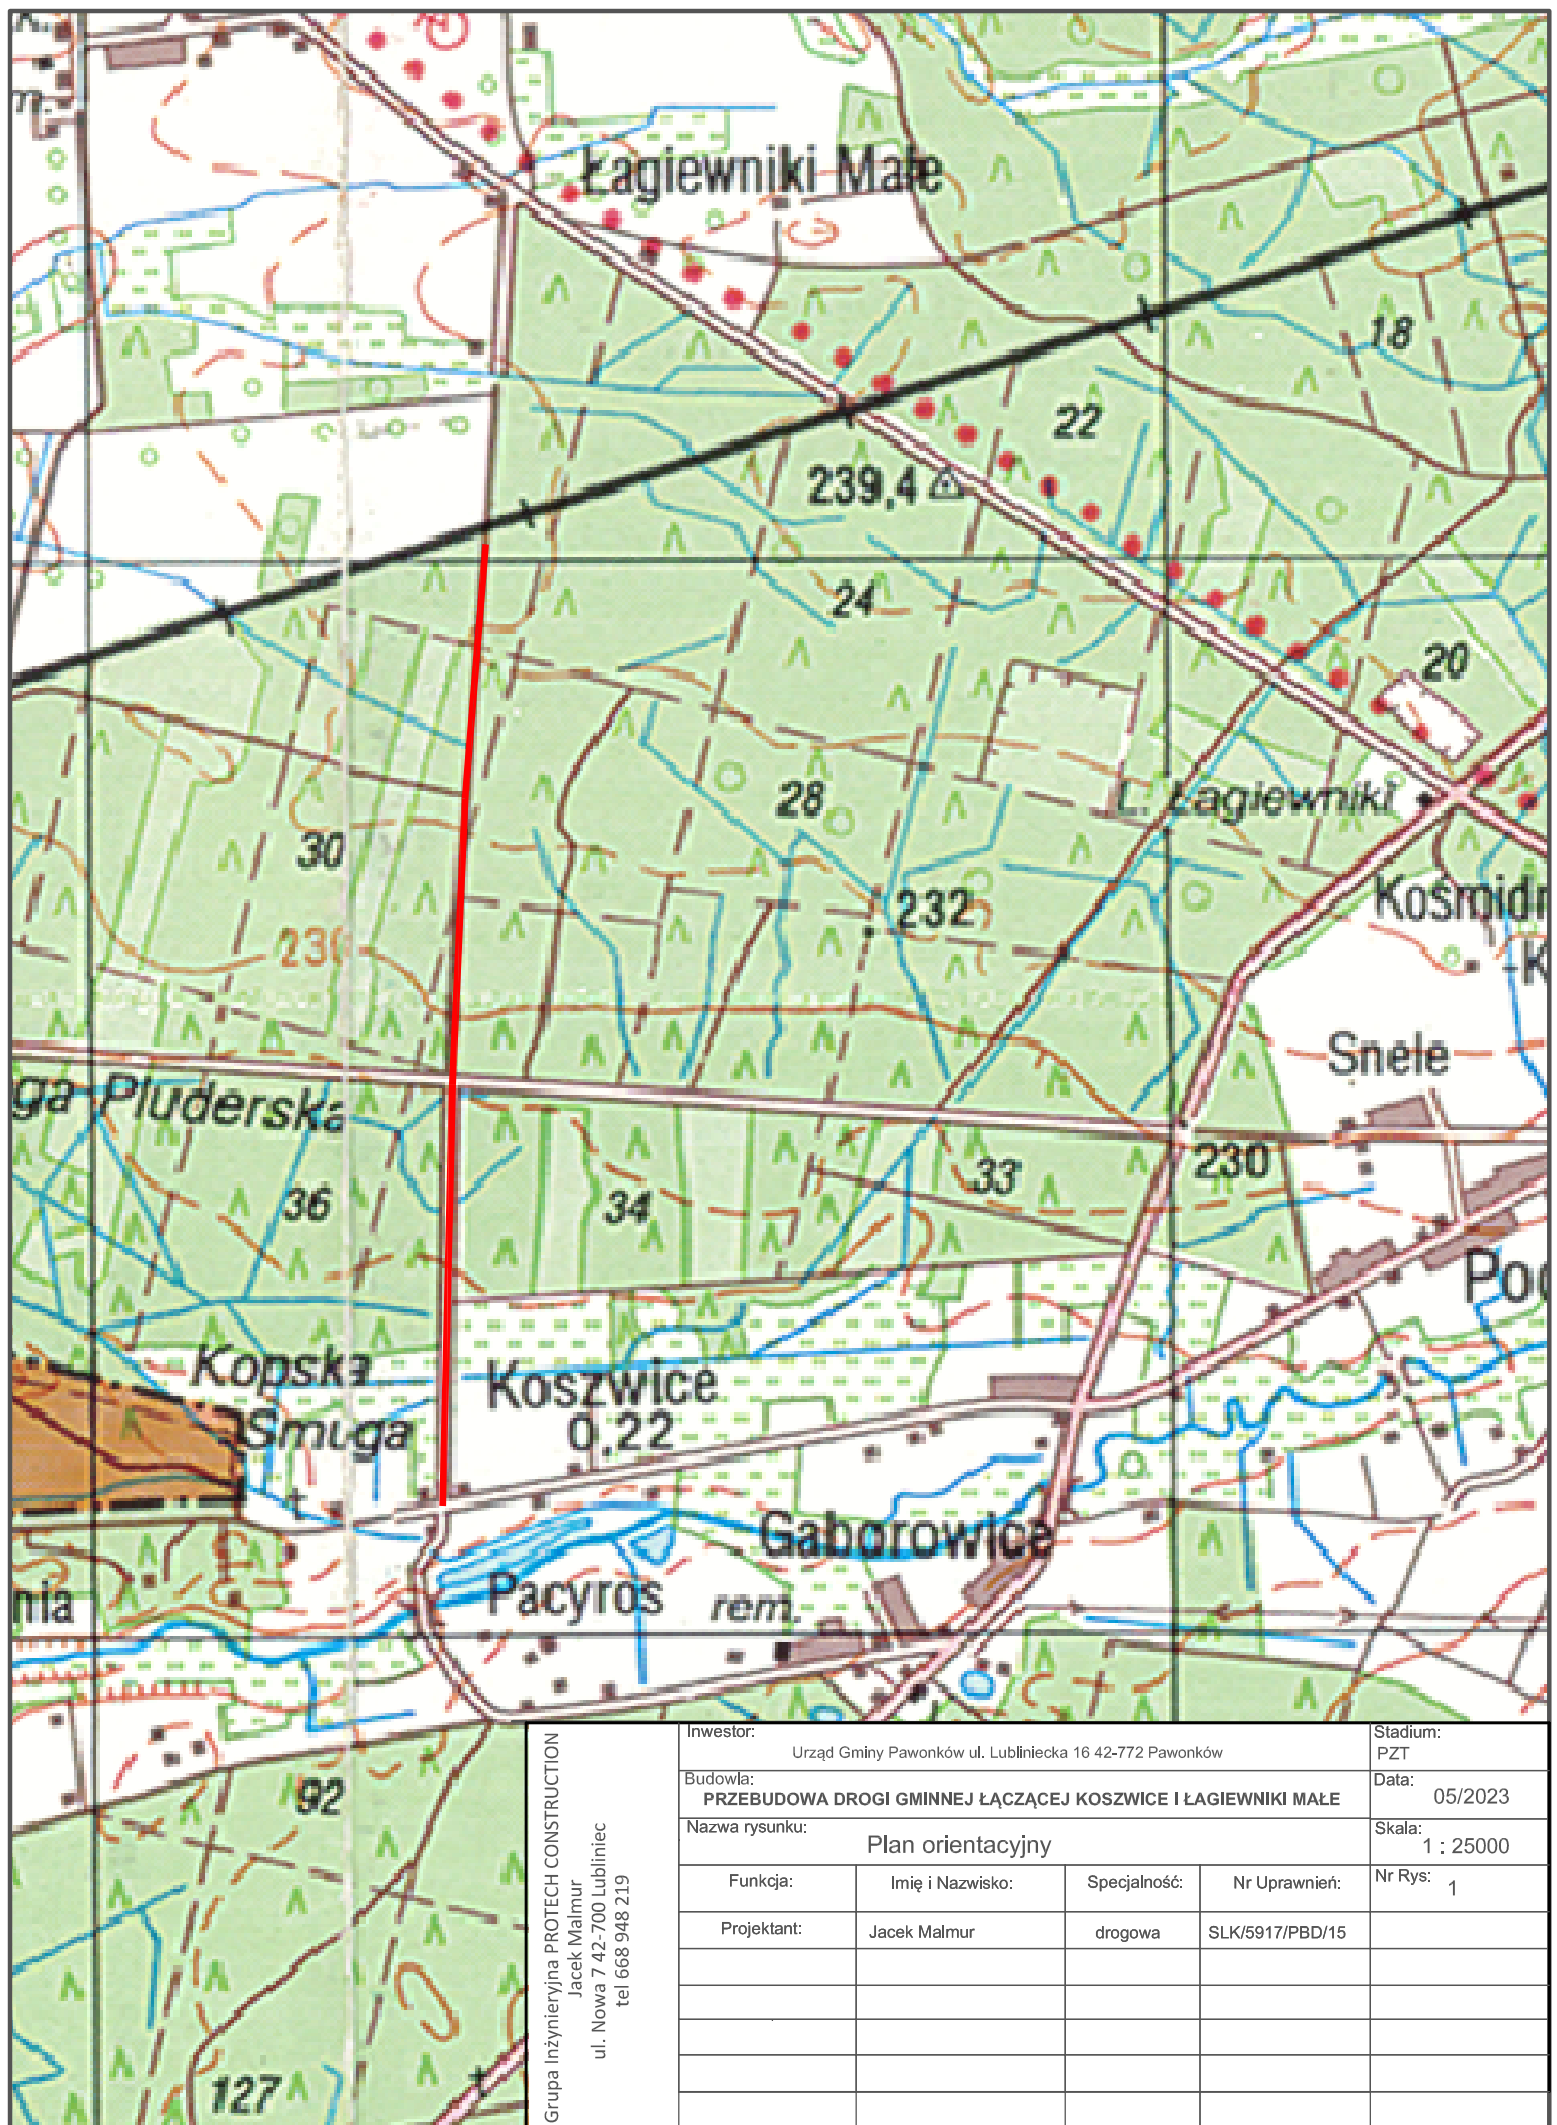 m.
Łagiewniki Małe
18
22
239,4
24
20
28
L. Łagiewniki
30
232
Kośmid
230
K
Snele
ga Pluderska
230
36
34
33
Kopska
Smuga
Koszwice
0.22
Gaborowice
nia
Pacyros
rem.
92
127
Grupa Inżynieryjna PROTECH CONSTRUCTION
Jacek Malmur
ul. Nowa 7 42-700 Lubliniec
tel 668 948 219
Inwestor:
Urząd Gminy Pawonków ul. Lubliniecka 16 42-772 Pawonków
Stadium:
PZT
Budowla:
PRZEBUDOWA DROGI GMINNEJ ŁĄCZĄCEJ KOSZWICE I ŁAGIEWNIKI MAŁE
Data:
05/2023
Nazwa rysunku:
Plan orientacyjny
Skala:
1 : 25000
Funkcja: Imię i Nazwisko: Specjalność: Nr Uprawnień: Nr Rys: 1
Projektant: Jacek Malmur drogowa SLK/5917/PBD/15